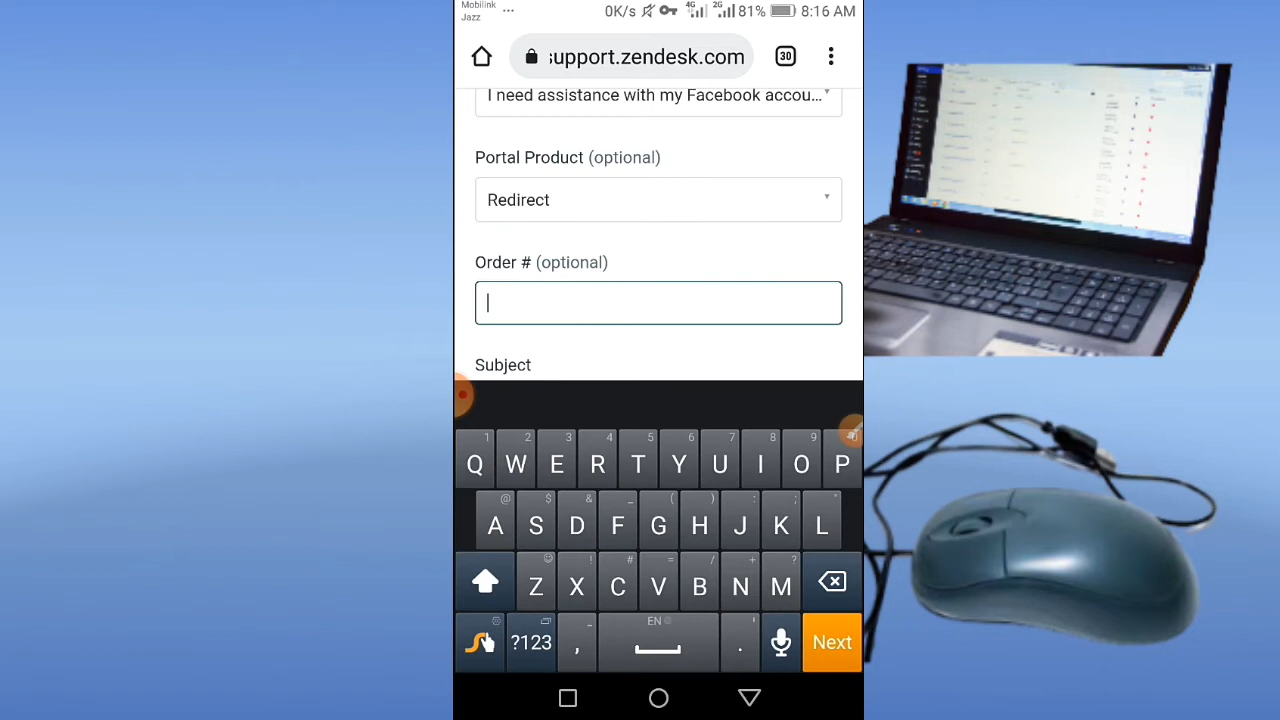 Mobilink
Jazz ... 0K/s 4G 2G 81% 8:16 AM
support.zendesk.com 30
I need assistance with my Facebook accou...
Portal Product (optional)
Redirect
Order # (optional)
Subject
1 2 3 4 5 6 7 8 9
Q W E R T Y U I O P
@ $ & _ ( ) : ; "
A S D F G H J K L
! # = / + ?
Z X C V B N M
EN
?123 , . Next